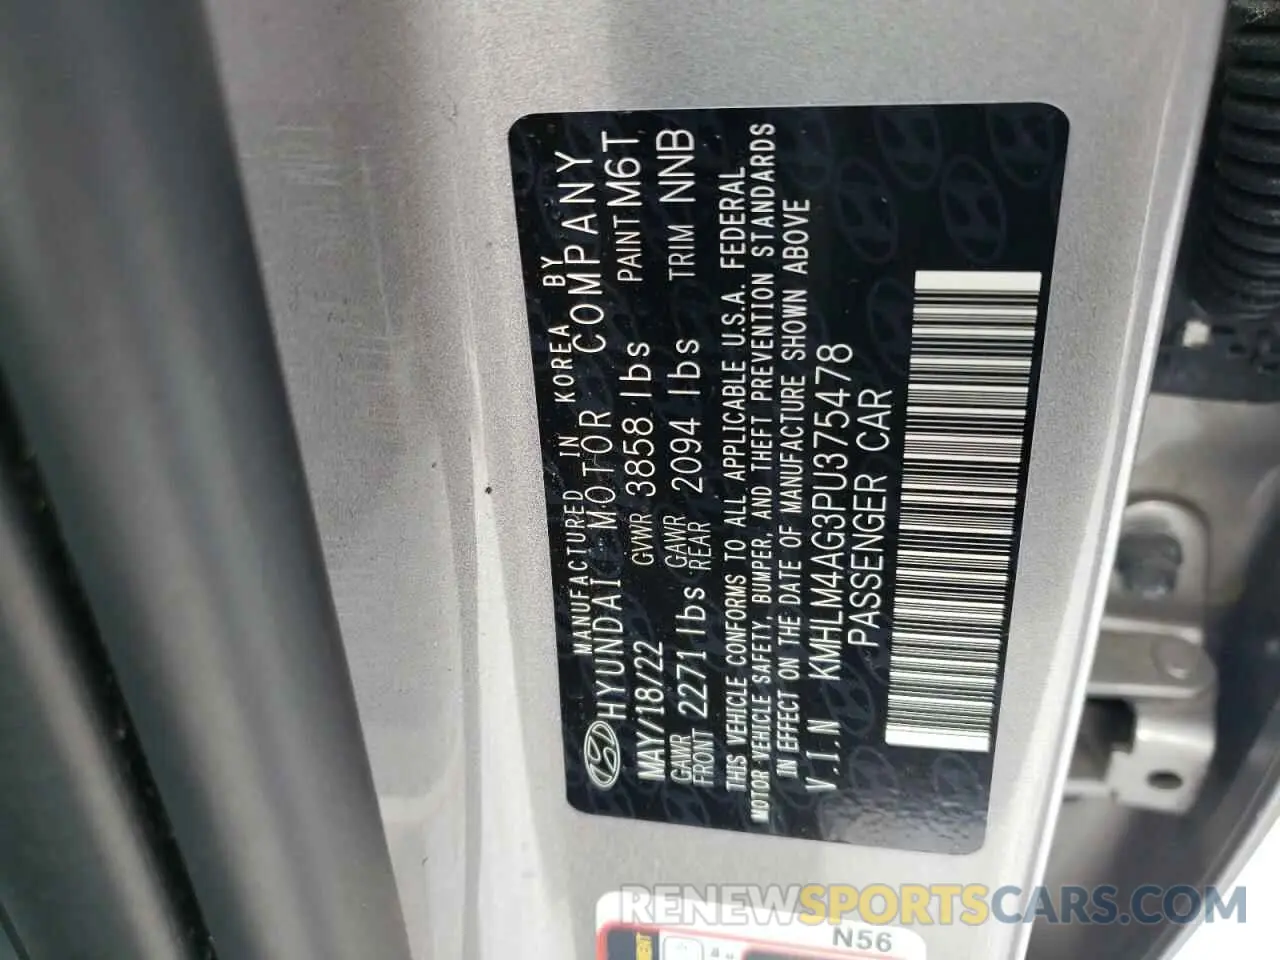 MANUFACTURED IN KOREA BY
HYUNDAI MOTOR COMPANY
MAY/18/22 GVWR 3858 lbs PAINT M6T
GAWR FRONT 2271 lbs GAWR REAR 2094 lbs TRIM NNB
THIS VEHICLE CONFORMS TO ALL APPLICABLE U.S.A. FEDERAL
MOTOR VEHICLE SAFETY, BUMPER, AND THEFT PREVENTION STANDARDS
IN EFFECT ON THE DATE OF MANUFACTURE SHOWN ABOVE
V.I.N KMHLM4AG3PU375478
PASSENGER CAR
N56
RENEWSPORTSCARS.COM